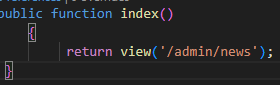 public function index()
{
return view('/admin/news');
}